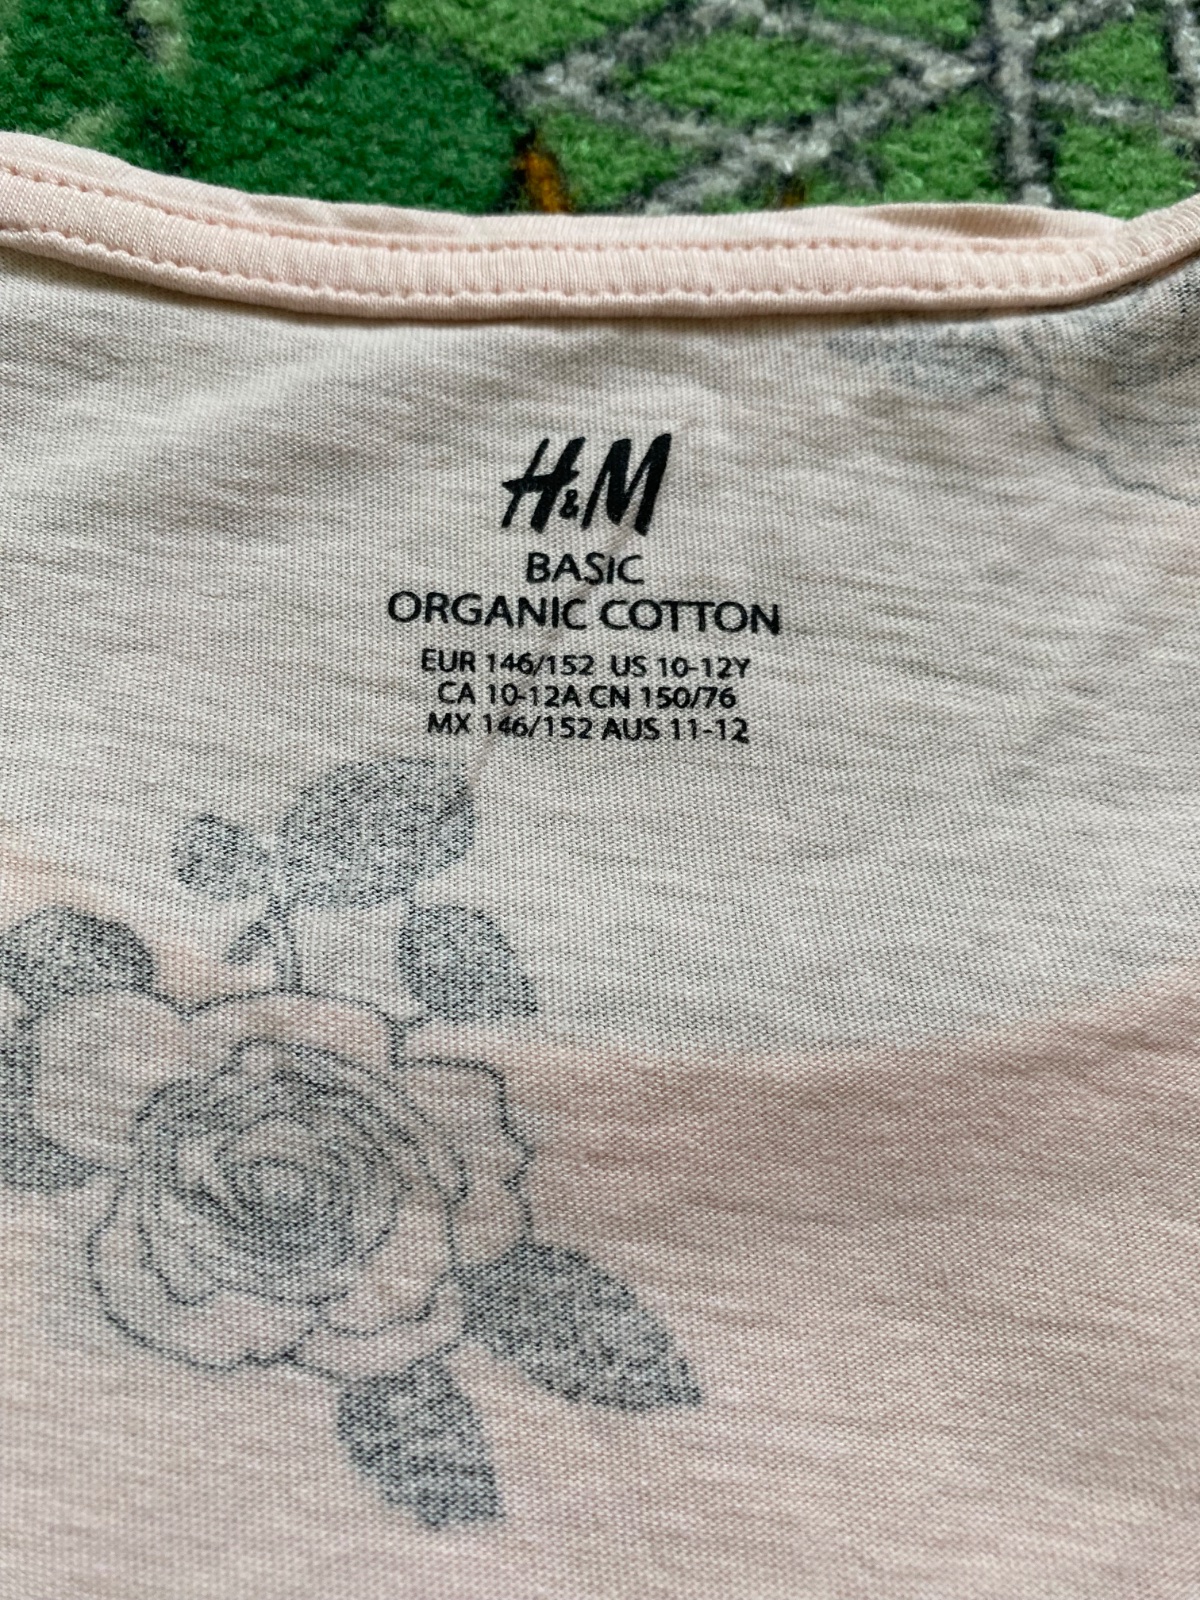 H&M
BASIC
ORGANIC COTTON
EUR 146/152 US 10-12Y
CA 10-12A CN 150/76
MX 146/152 AUS 11-12